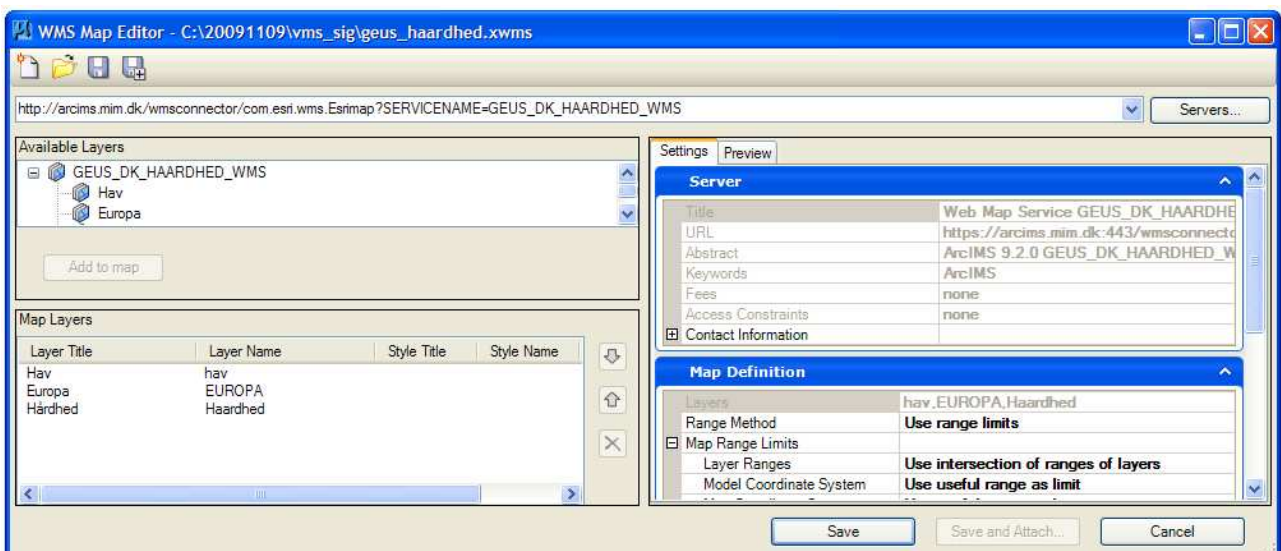 WMS Map Editor - C:\20091109\vms_sig\geus_haardhed.xwms
http://arcims.mim.dk/wmsconnector/com.esri.wms.Esrimap?SERVICENAME=GEUS_DK_HAARDHED_WMS
Servers...
Available Layers
GEUS_DK_HAARDHED_WMS
Hav
Europa
Add to map
Map Layers
Layer Title Layer Name Style Title Style Name
Hav hav
Europa EUROPA
Hårdhed Haardhed
Settings Preview
Server
Title Web Map Service GEUS_DK_HAARDHE
URL https://arcims.mim.dk:443/wmsconnecto
Abstract ArcIMS 9.2.0 GEUS_DK_HAARDHED_W
Keywords ArcIMS
Fees none
Access Constraints none
Contact Information
Map Definition
Layers hav,EUROPA,Haardhed
Range Method Use range limits
Map Range Limits
Layer Ranges Use intersection of ranges of layers
Model Coordinate System Use useful range as limit
Save Save and Attach... Cancel